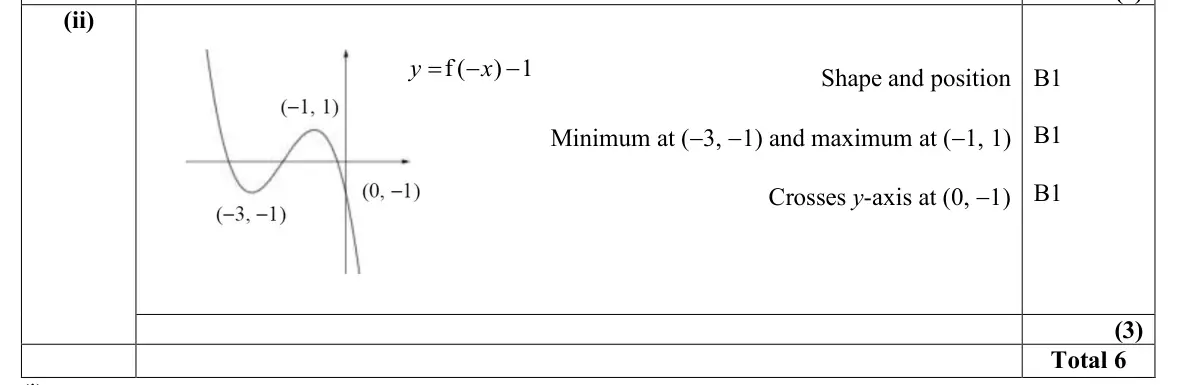 (ii)
y = f(−x) − 1
Shape and position B1
(−1, 1)
Minimum at (−3, −1) and maximum at (−1, 1) B1
(0, −1)
Crosses y-axis at (0, −1) B1
(−3, −1)
(3)
Total 6